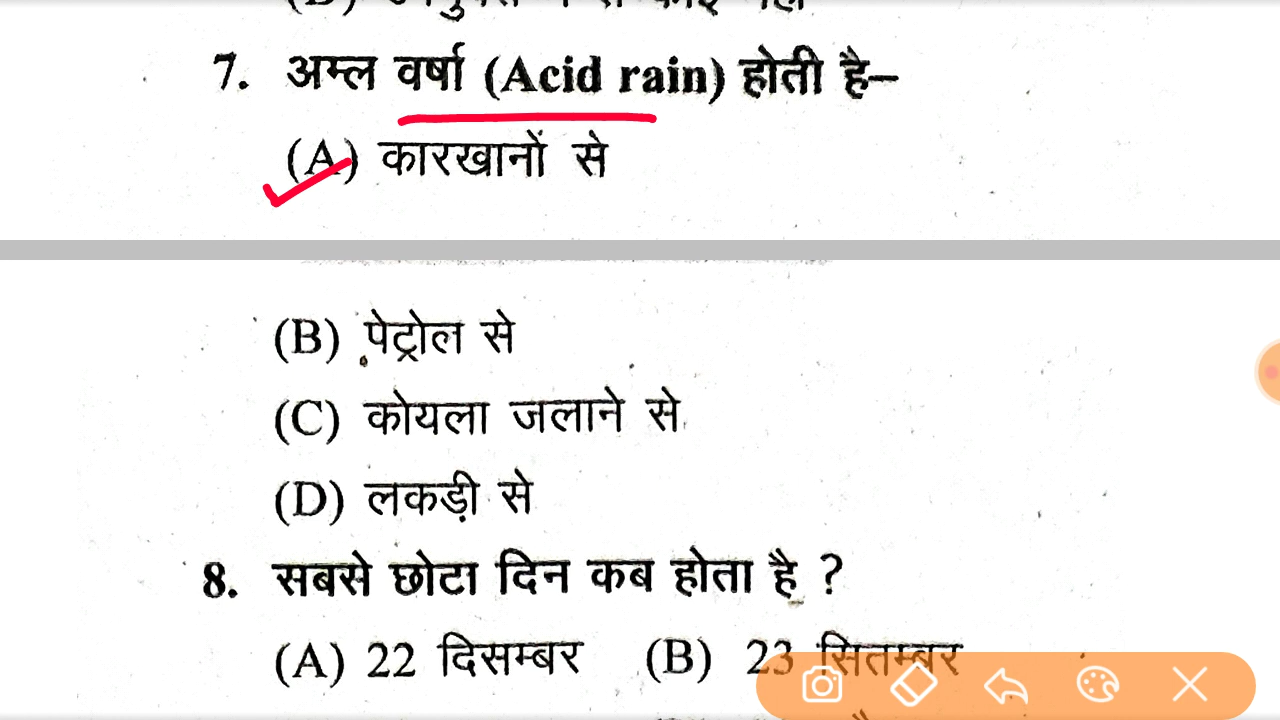 7. अम्ल वर्षा (Acid rain) होती है–
(A) कारखानों से
(B) पेट्रोल से
(C) कोयला जलाने से
(D) लकड़ी से
8. सबसे छोटा दिन कब होता है ?
(A) 22 दिसम्बर (B) 23 सितम्बर